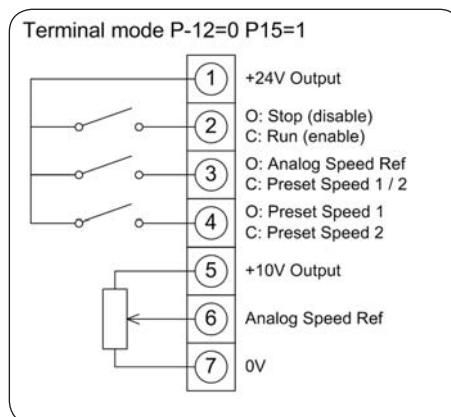 Terminal mode P-12=0 P15=1
1 +24V Output
2 O: Stop (disable)
C: Run (enable)
3 O: Analog Speed Ref
C: Preset Speed 1 / 2
4 O: Preset Speed 1
C: Preset Speed 2
5 +10V Output
6 Analog Speed Ref
7 0V